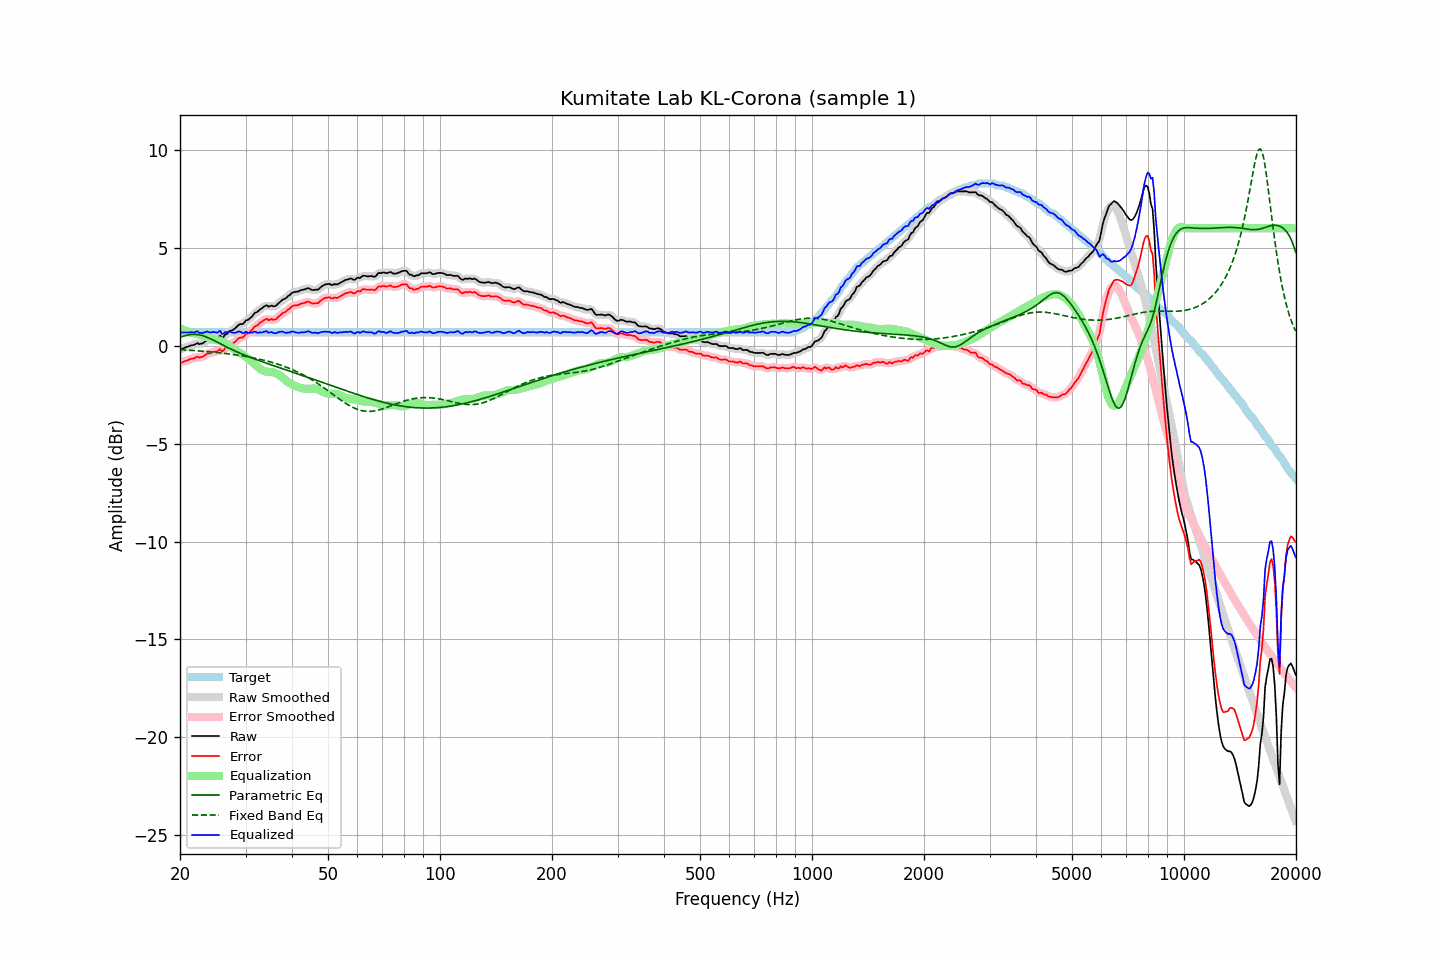 Kumitate Lab KL-Corona (sample 1)
Amplitude (dBr)
10
5
0
−5
−10
−15
−20
−25
Target
Raw Smoothed
Error Smoothed
Raw
Error
Equalization
Parametric Eq
Fixed Band Eq
Equalized
20 50 100 200 500 1000 2000 5000 10000 20000
Frequency (Hz)